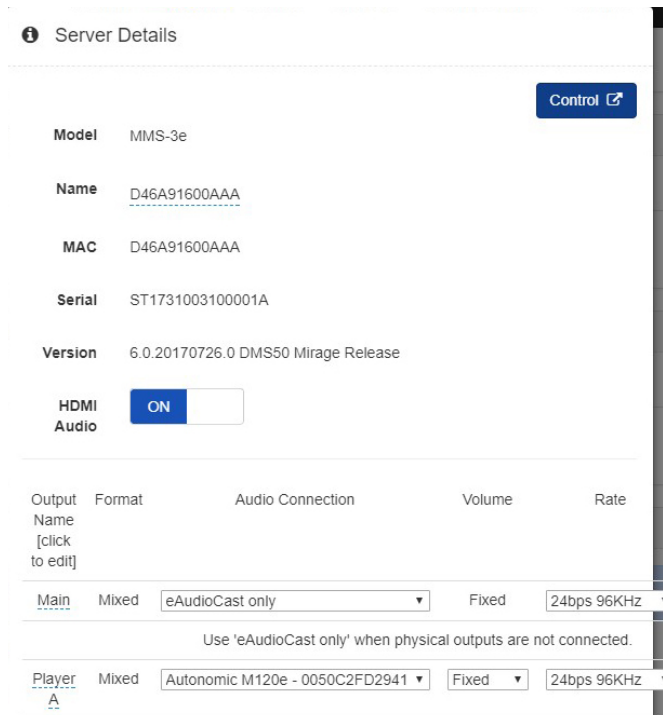 Server Details
Control
Model MMS-3e
Name D46A91600AAA
MAC D46A91600AAA
Serial ST1731003100001A
Version 6.0.20170726.0 DMS50 Mirage Release
HDMI
Audio
ON
Output Format Audio Connection Volume Rate
Name
[click
to edit]
Main Mixed eAudioCast only Fixed 24bps 96KHz
Use 'eAudioCast only' when physical outputs are not connected.
Player Mixed Autonomic M120e - 0050C2FD2941 Fixed 24bps 96KHz
A